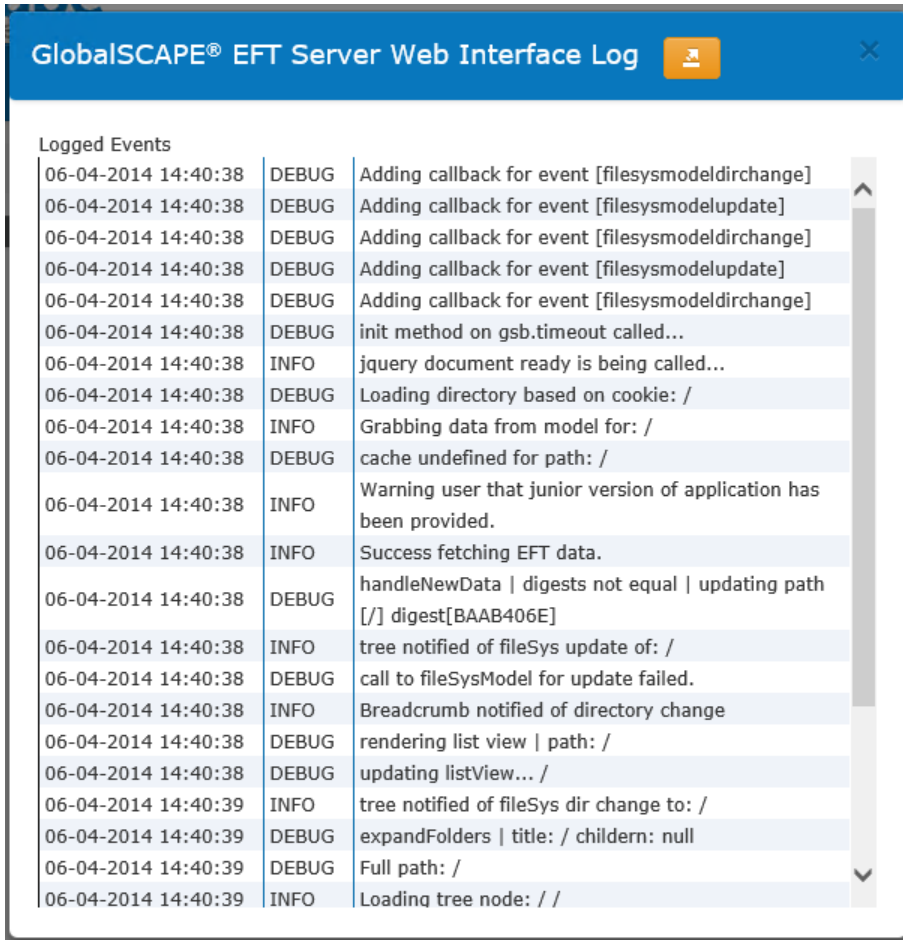 GlobalSCAPE® EFT Server Web Interface Log
Logged Events
06-04-2014 14:40:38 DEBUG Adding callback for event [filesysmodeldirchange]
06-04-2014 14:40:38 DEBUG Adding callback for event [filesysmodelupdate]
06-04-2014 14:40:38 DEBUG Adding callback for event [filesysmodeldirchange]
06-04-2014 14:40:38 DEBUG Adding callback for event [filesysmodelupdate]
06-04-2014 14:40:38 DEBUG Adding callback for event [filesysmodeldirchange]
06-04-2014 14:40:38 DEBUG init method on gsb.timeout called...
06-04-2014 14:40:38 INFO jquery document ready is being called...
06-04-2014 14:40:38 DEBUG Loading directory based on cookie: /
06-04-2014 14:40:38 INFO Grabbing data from model for: /
06-04-2014 14:40:38 DEBUG cache undefined for path: /
06-04-2014 14:40:38 INFO Warning user that junior version of application has
been provided.
06-04-2014 14:40:38 INFO Success fetching EFT data.
06-04-2014 14:40:38 DEBUG handleNewData | digests not equal | updating path
[/] digest[BAAB406E]
06-04-2014 14:40:38 INFO tree notified of fileSys update of: /
06-04-2014 14:40:38 DEBUG call to fileSysModel for update failed.
06-04-2014 14:40:38 INFO Breadcrumb notified of directory change
06-04-2014 14:40:38 DEBUG rendering list view | path: /
06-04-2014 14:40:38 DEBUG updating listView... /
06-04-2014 14:40:39 INFO tree notified of fileSys dir change to: /
06-04-2014 14:40:39 DEBUG expandFolders | title: / childern: null
06-04-2014 14:40:39 DEBUG Full path: /
06-04-2014 14:40:39 INFO Loading tree node: / /